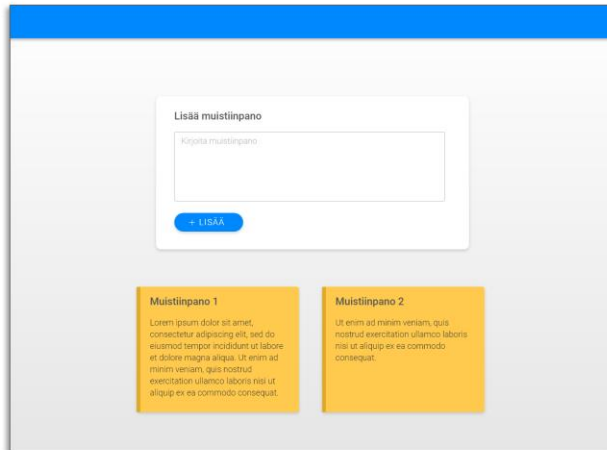 Lisää muistiinpano
Kirjoita muistiinpano
+ LISÄÄ
Muistiinpano 1
Lorem ipsum dolor sit amet,
consectetur adipiscing elit, sed do
eiusmod tempor incididunt ut labore
et dolore magna aliqua. Ut enim ad
minim veniam, quis nostrud
exercitation ullamco laboris nisi ut
aliquip ex ea commodo consequat.
Muistiinpano 2
Ut enim ad minim veniam, quis
nostrud exercitation ullamco laboris
nisi ut aliquip ex ea commodo
consequat.